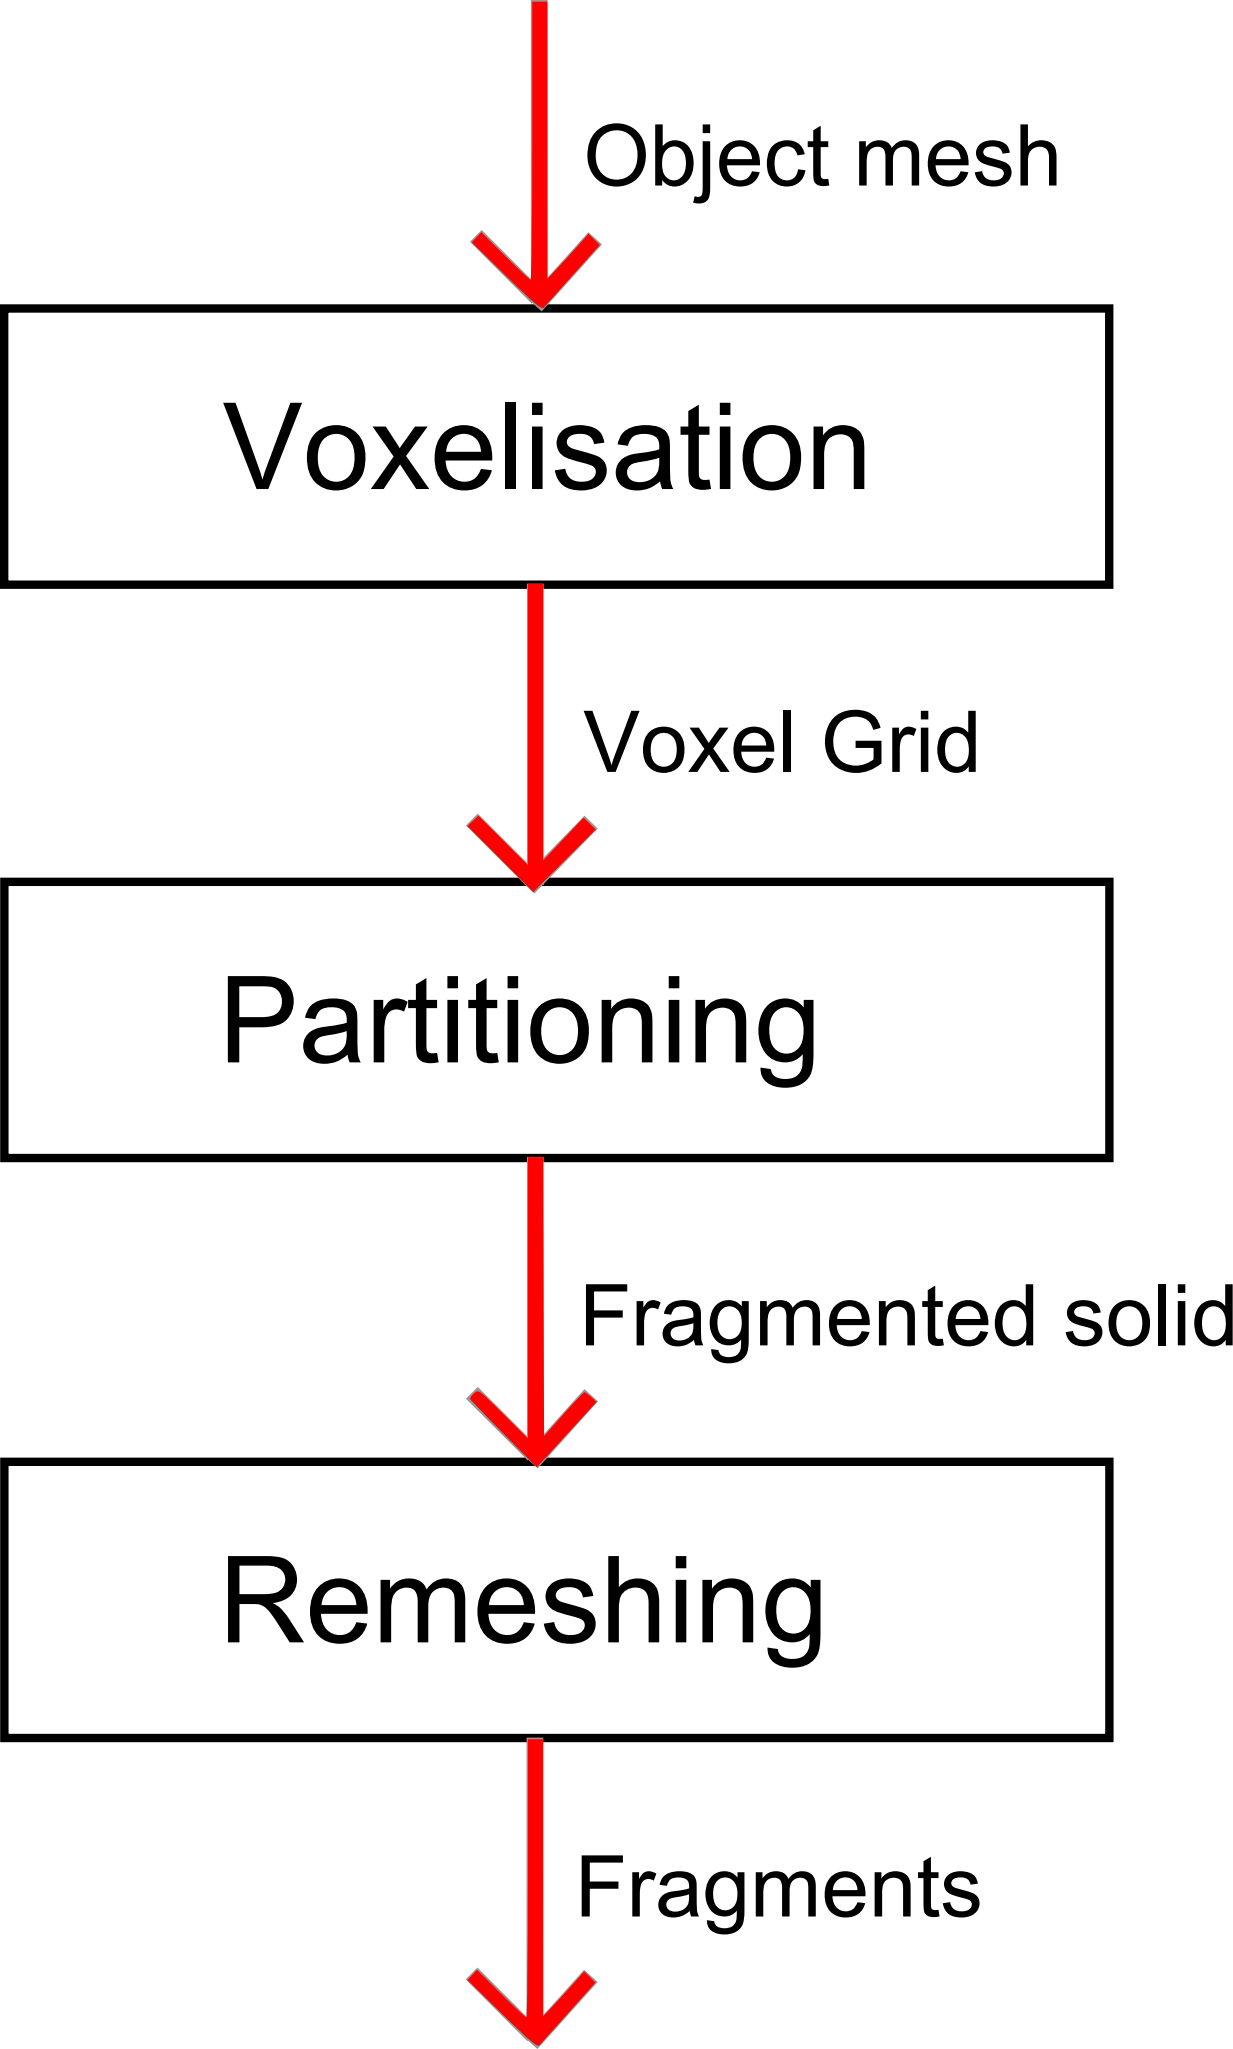 Object mesh
Voxelisation
Voxel Grid
Partitioning
Fragmented solid
Remeshing
Fragments